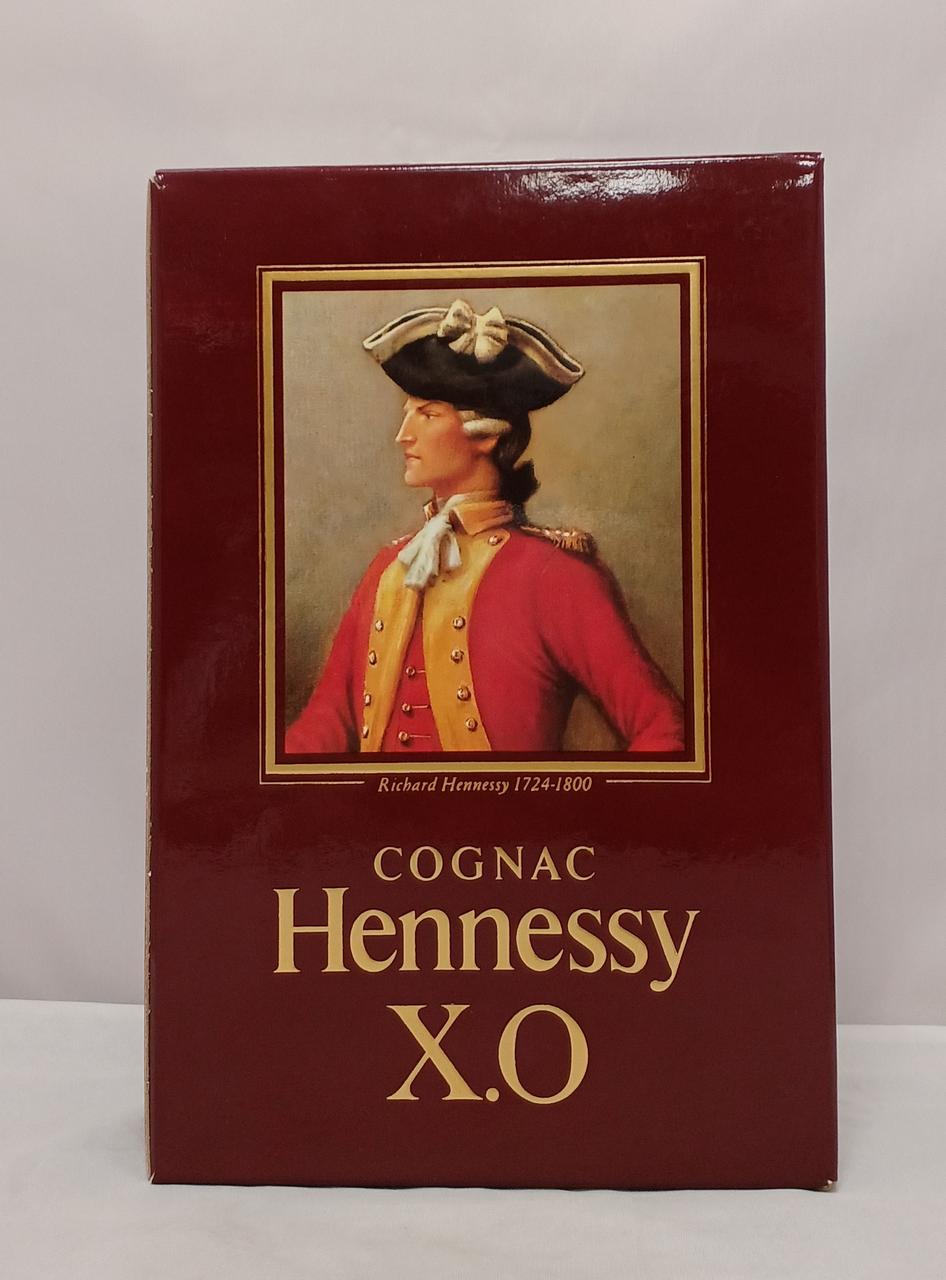 Richard Hennessy 1724-1800
COGNAC
Hennessy
X.O